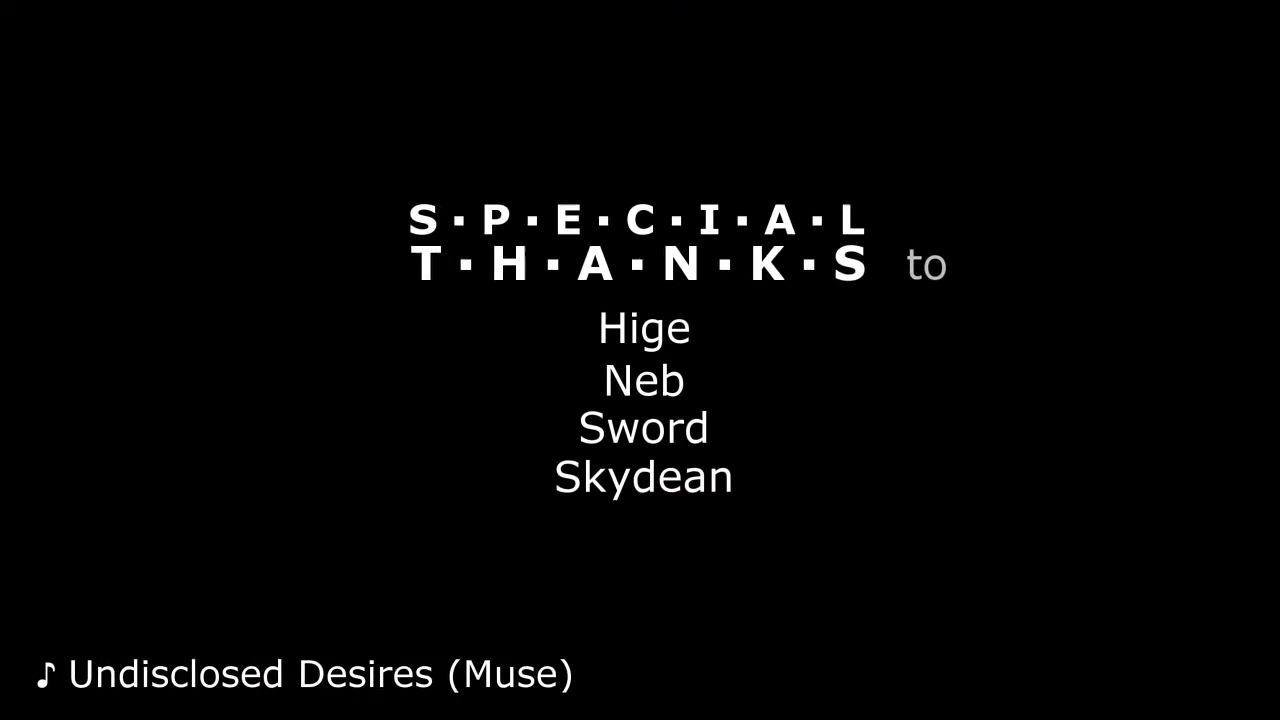 S·P·E·C·I·A·L
T·H·A·N·K·S to
Hige
Neb
Sword
Skydean
♪ Undisclosed Desires (Muse)